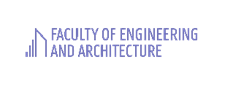 FACULTY OF ENGINEERING
AND ARCHITECTURE